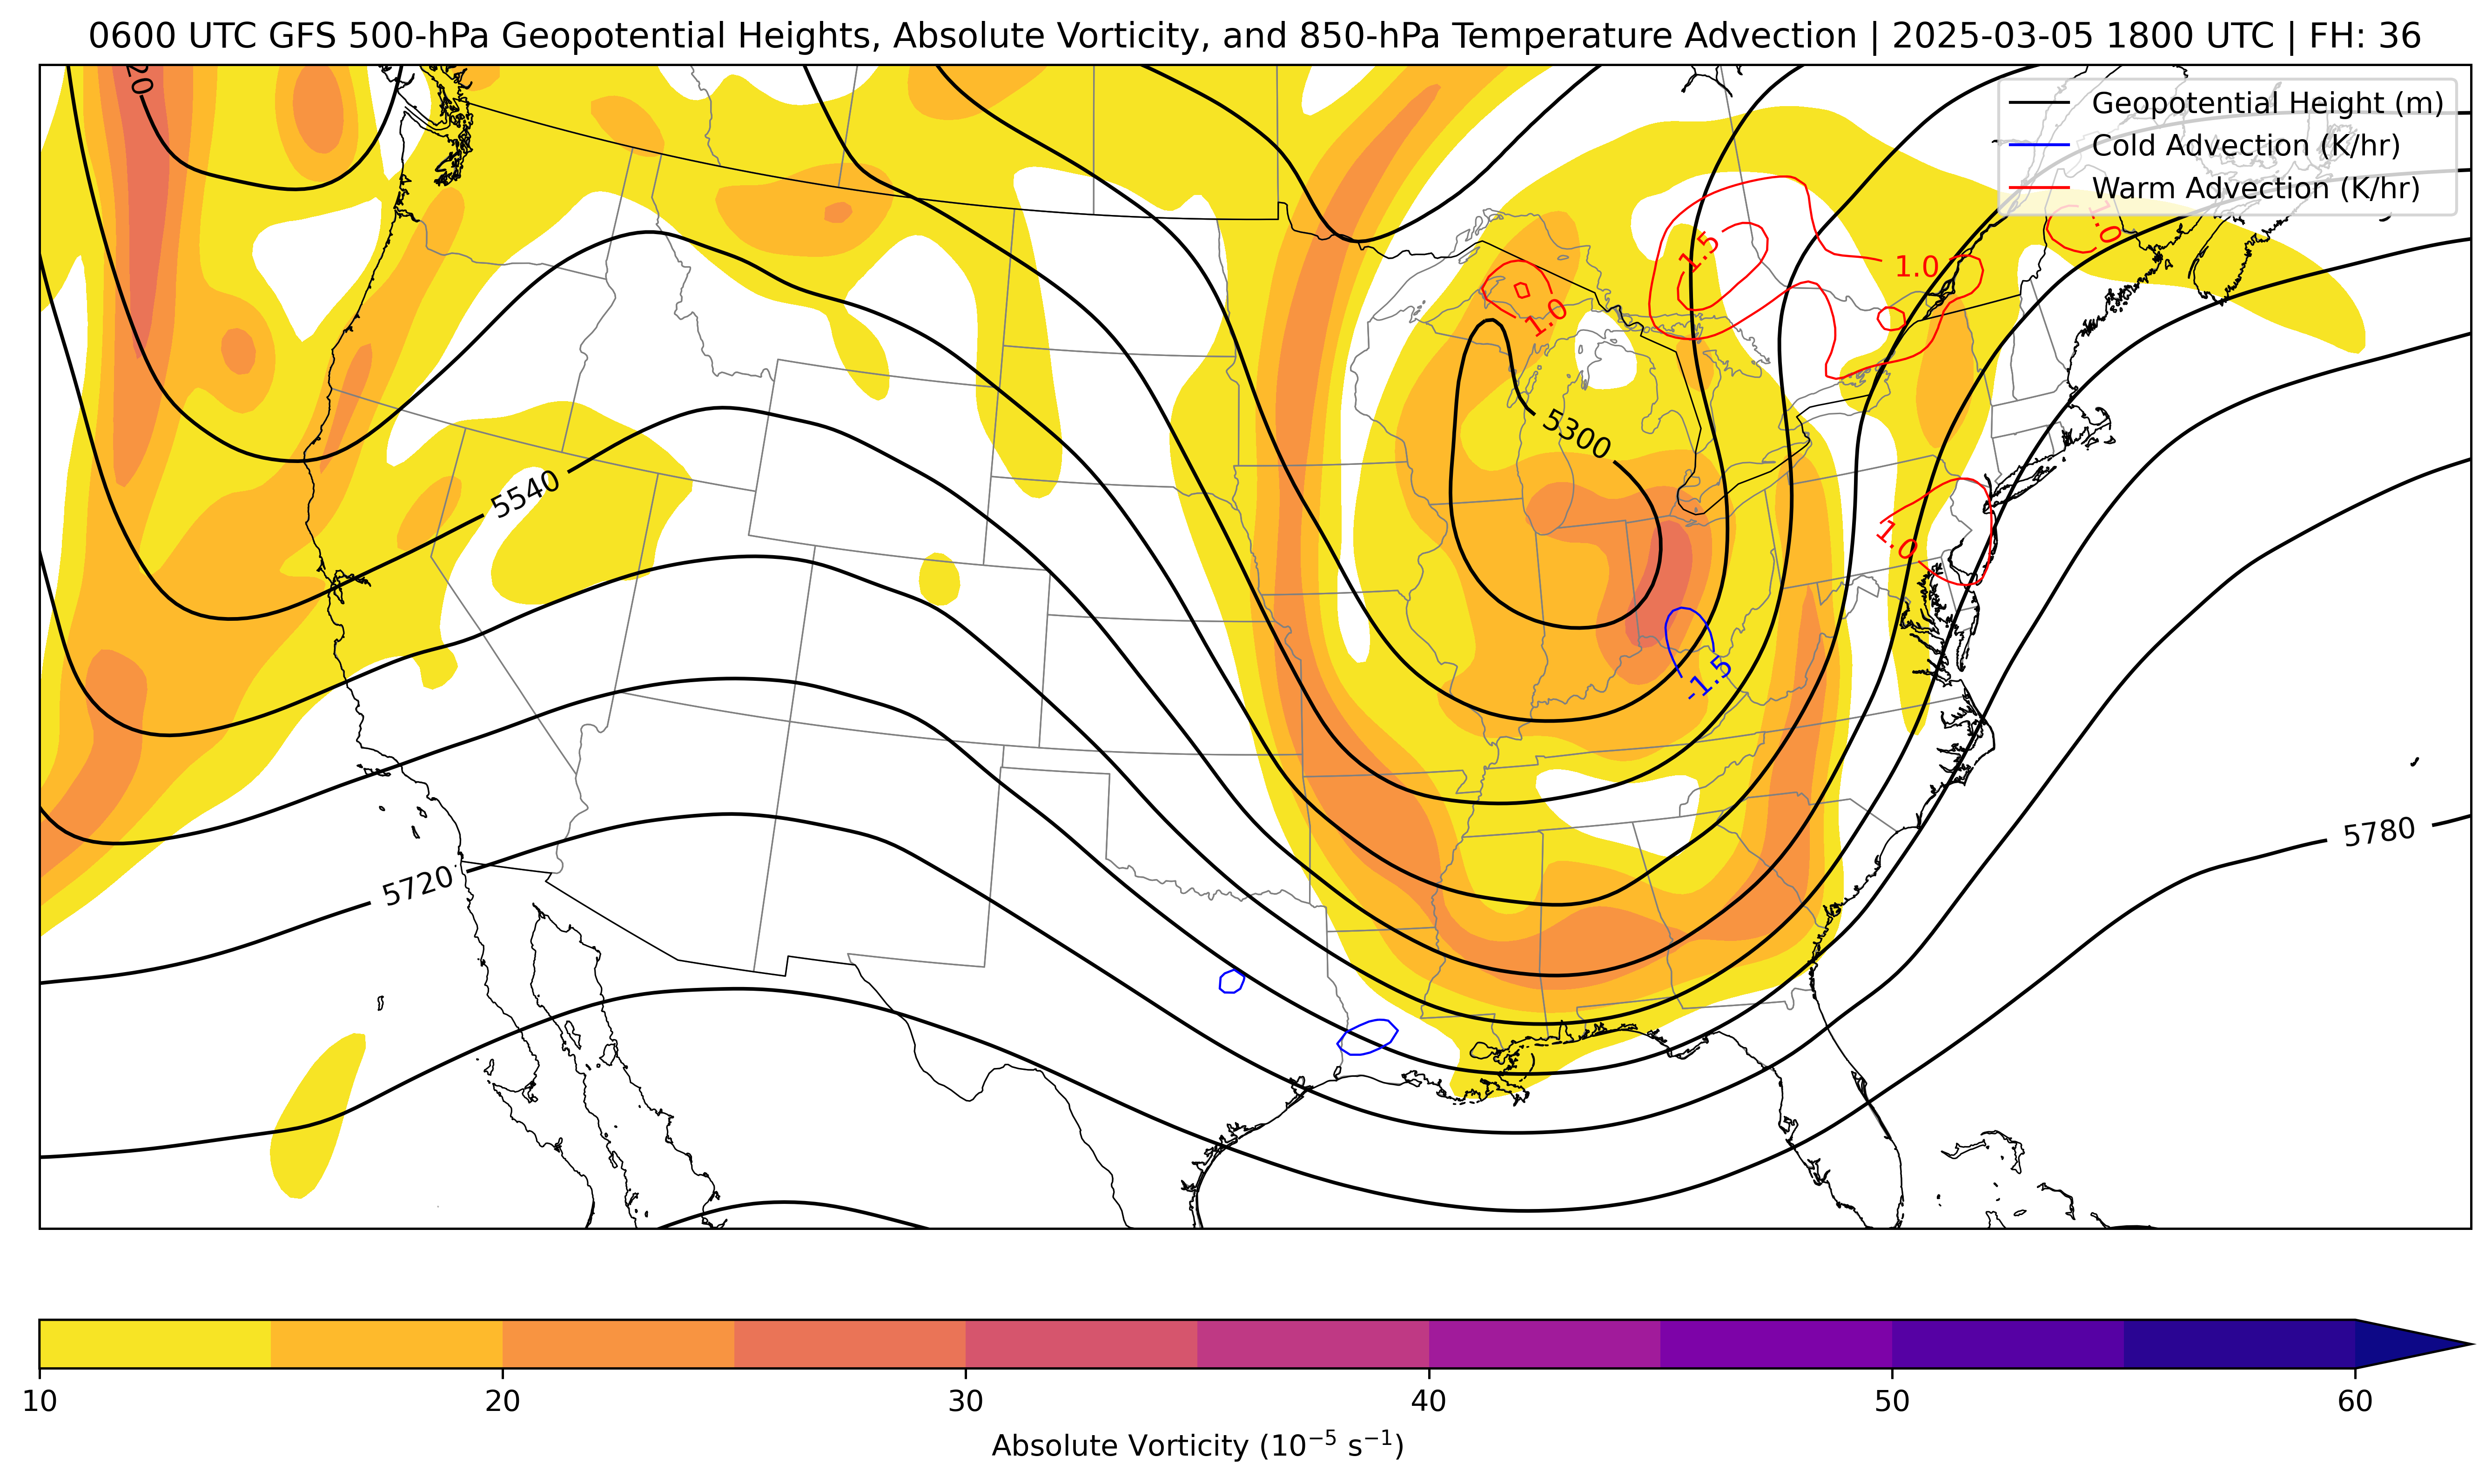 0600 UTC GFS 500-hPa Geopotential Heights, Absolute Vorticity, and 850-hPa Temperature Advection | 2025-03-05 1800 UTC | FH: 36
Geopotential Height (m)
Cold Advection (K/hr)
Warm Advection (K/hr)
1.0
1.5
1.0
1.0
5300
5540
1.0
-1.5
5780
5720
10 20 30 40 50 60
Absolute Vorticity (10⁻⁵ s⁻¹)